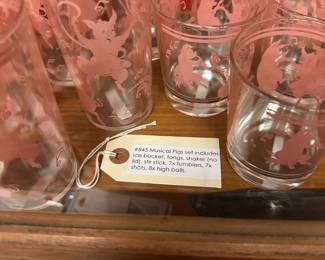 #845 Musical Pigs set includes
ice bucket, tongs, shaker (no
lid), stir stick, 7x tumblers, 7x
shots, 8x high balls.